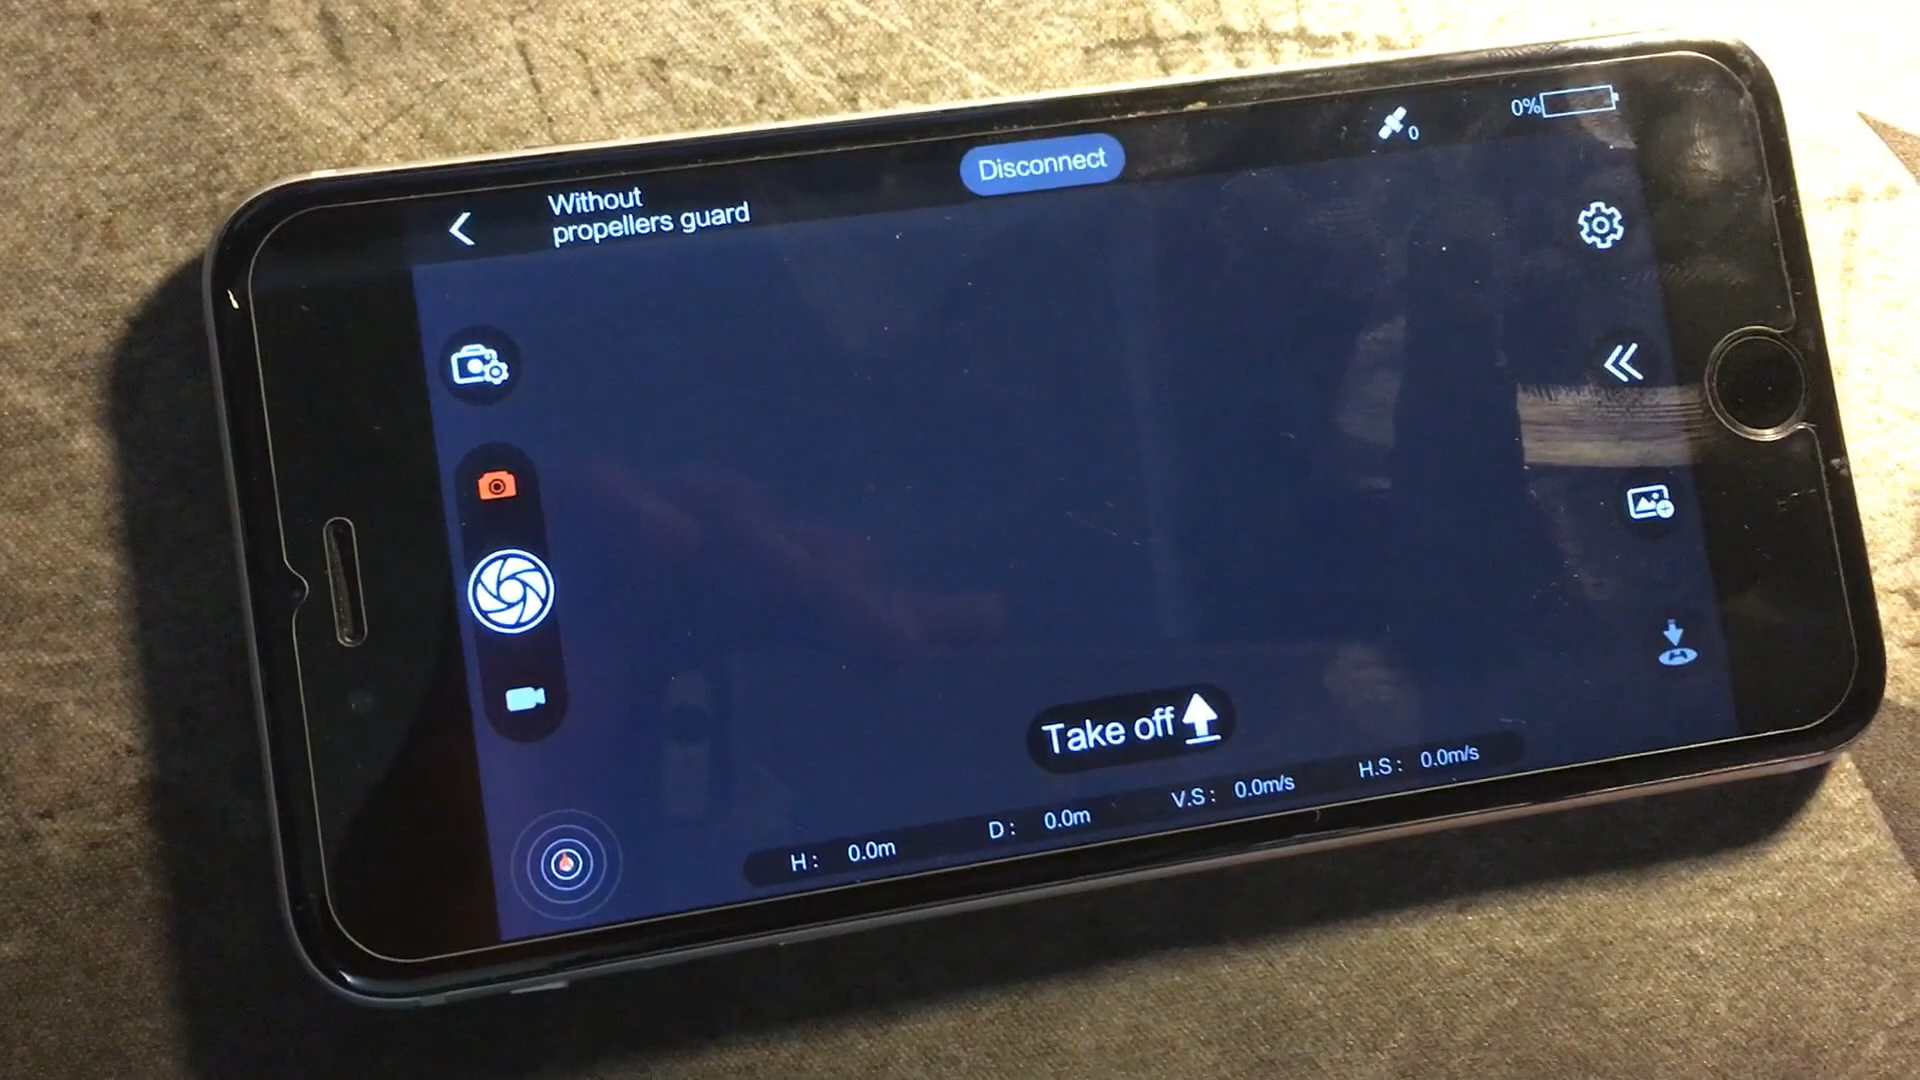 Without
propellers guard
Disconnect
0
0%
Take off
H : 0.0m D : 0.0m V.S : 0.0m/s H.S : 0.0m/s